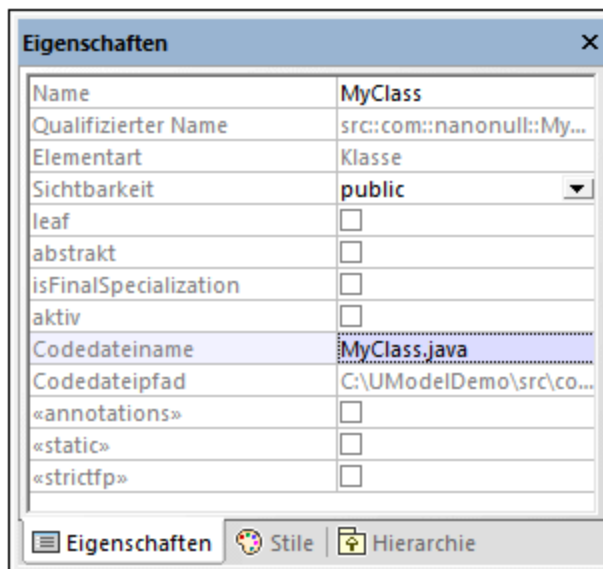 Eigenschaften
Name MyClass
Qualifizierter Name src::com::nanonull::My...
Elementart Klasse
Sichtbarkeit public
leaf
abstrakt
isFinalSpecialization
aktiv
Codedateiname MyClass.java
Codedateipfad C:\UModelDemo\src\co...
«annotations»
«static»
«strictfp»
Eigenschaften Stile Hierarchie